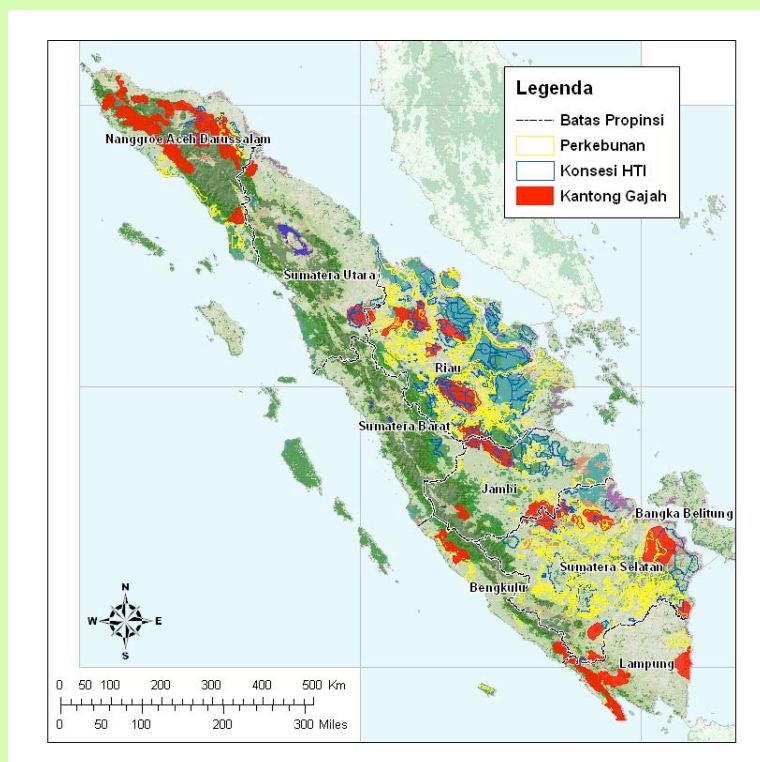 Legenda
Batas Propinsi
Perkebunan
Konsesi HTI
Kantong Gajah
Nanggroe Aceh Darussalam
Sumatera Utara
Riau
Sumatera Barat
Jambi
Bangka Belitung
Sumatera Selatan
Bengkulu
Lampung
N
W E
S
0 50 100 200 300 400 500 Km
0 50 100 200 300 Miles